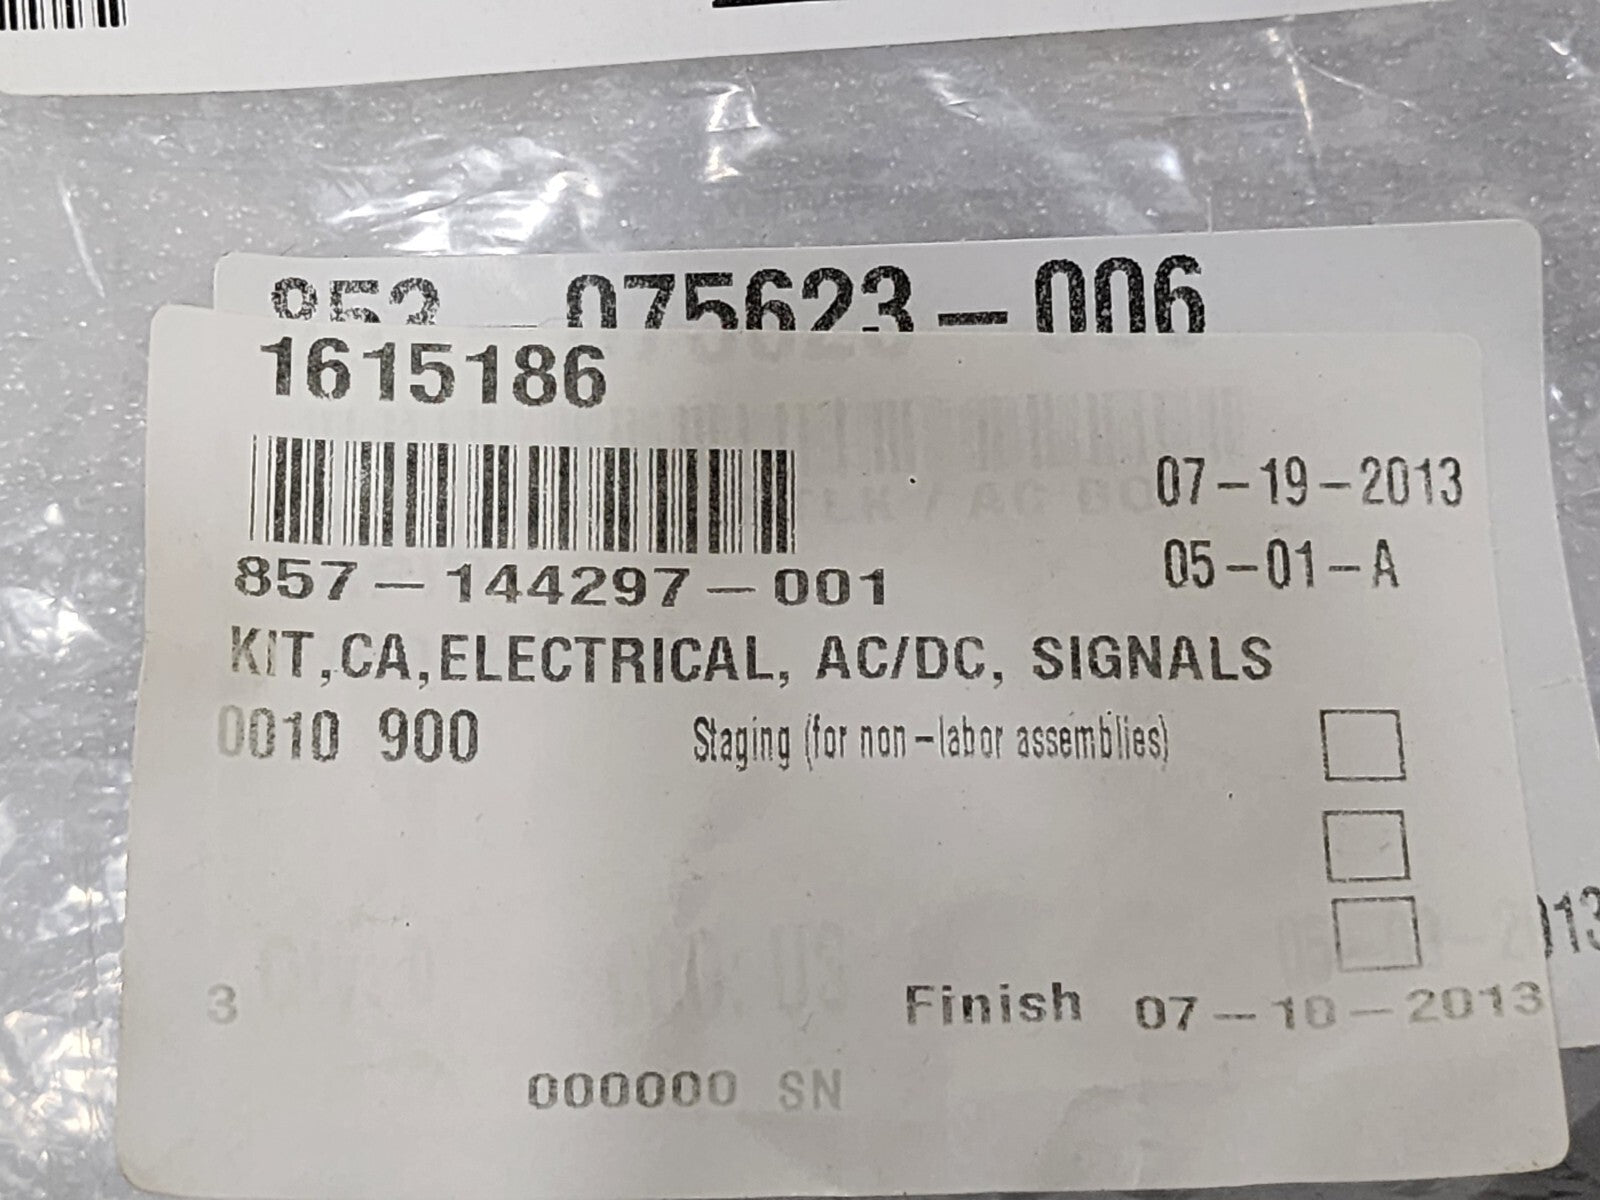 852-075623-006
1615186
07-19-2013
857-144297-001
05-01-A
KIT,CA,ELECTRICAL, AC/DC, SIGNALS
0010 900 Staging (for non-labor assemblies)
3 Finish 07-10-2013
000000 SN